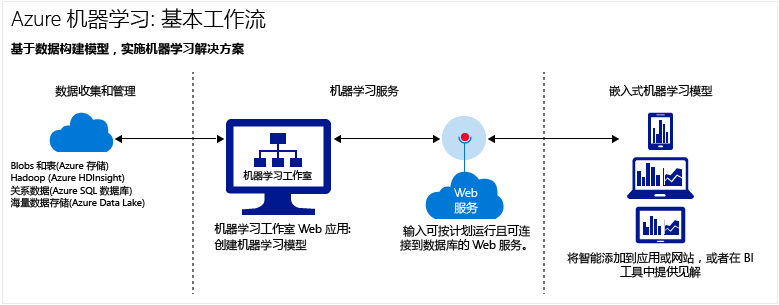 Azure 机器学习: 基本工作流
基于数据构建模型，实施机器学习解决方案
数据收集和管理
机器学习服务
嵌入式机器学习模型
Blobs 和表(Azure 存储)
Hadoop (Azure HDInsight)
关系数据(Azure SQL 数据库)
海量数据存储(Azure Data Lake)
机器学习工作室
机器学习工作室 Web 应用:
创建机器学习模型
Web
服务
输入可按计划运行且可连
接到数据库的 Web 服务。
将智能添加到应用或网站，或者在 BI
工具中提供见解